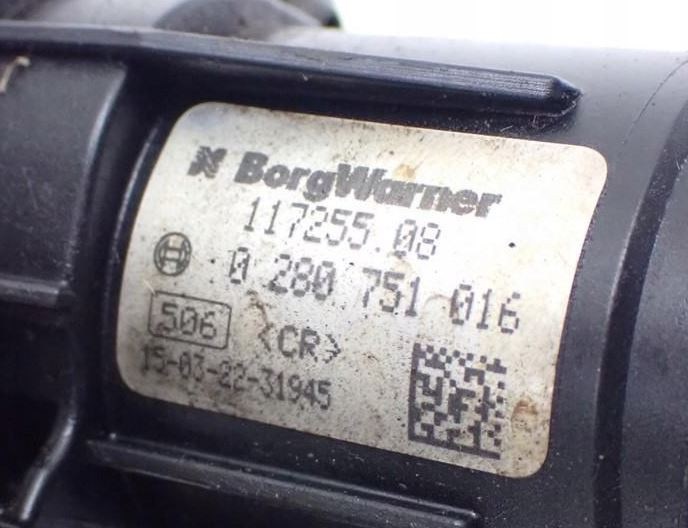 BorgWarner
117255.08
0 280 751 016
506 <CR>
15-03-22-31945